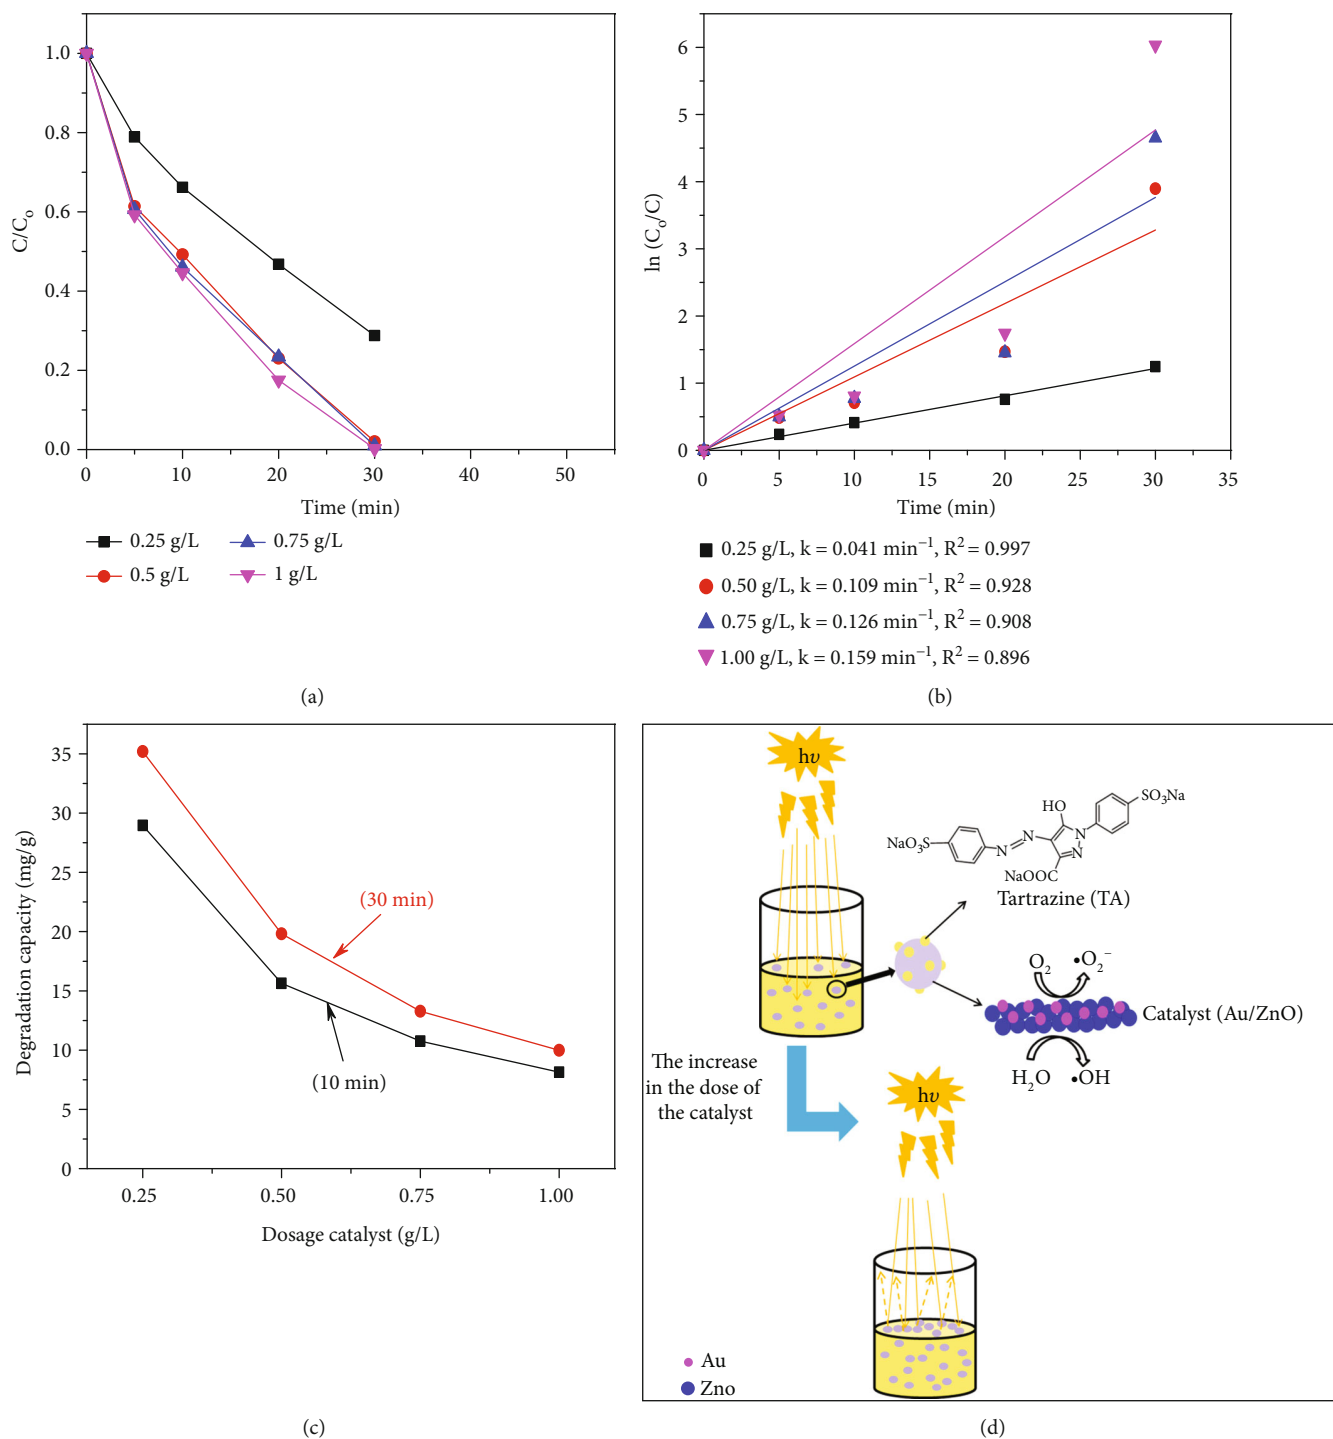 1.0
0.8
0.6
0.4
0.2
0.0
C/C₀
0 10 20 30 40 50
Time (min)
0.25 g/L 0.75 g/L
0.5 g/L 1 g/L
(a)
6
5
4
3
2
1
0
ln (C₀/C)
0 5 10 15 20 25 30 35
Time (min)
0.25 g/L, k = 0.041 min⁻¹, R² = 0.997
0.50 g/L, k = 0.109 min⁻¹, R² = 0.928
0.75 g/L, k = 0.126 min⁻¹, R² = 0.908
1.00 g/L, k = 0.159 min⁻¹, R² = 0.896
(b)
35
30
25
20
15
10
5
0
Degradation capacity (mg/g)
(30 min)
(10 min)
0.25 0.50 0.75 1.00
Dosage catalyst (g/L)
(c)
hν
SO₃Na
HO
N
N
N
N
NaO₃S
NaOOC
Tartrazine (TA)
O₂ •O₂⁻
Catalyst (Au/ZnO)
H₂O •OH
The increase
in the dose of
the catalyst
hν
Au
Zno
(d)